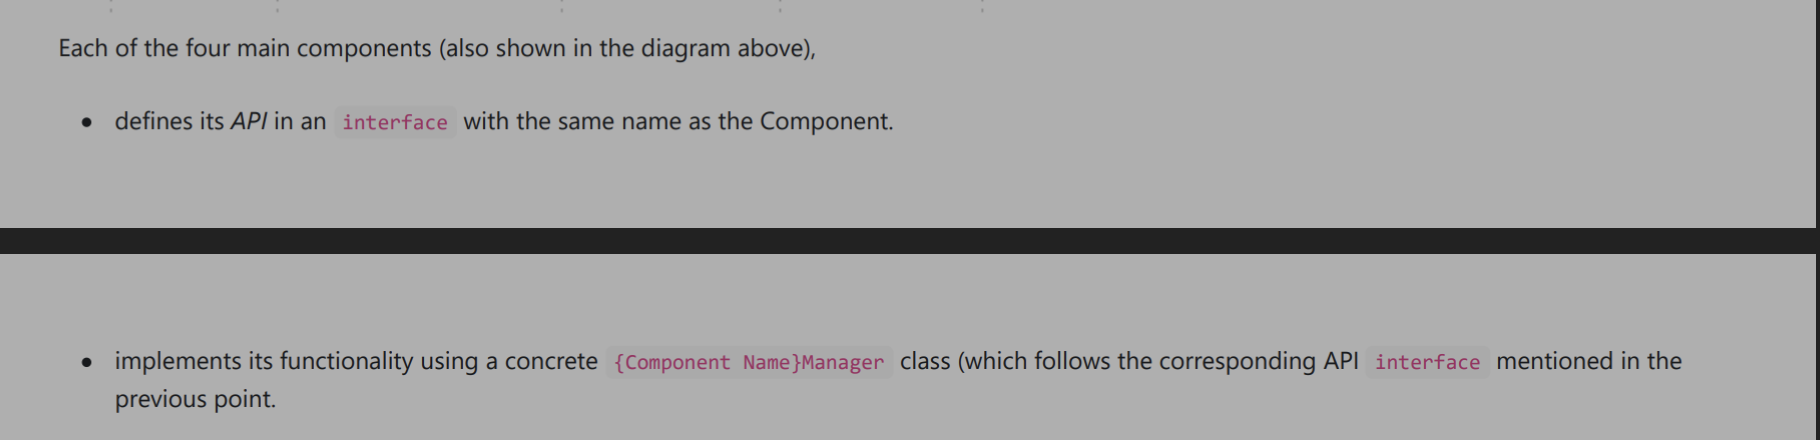 Each of the four main components (also shown in the diagram above),
• defines its API in an interface with the same name as the Component.
• implements its functionality using a concrete {Component Name}Manager class (which follows the corresponding API interface mentioned in the
previous point.